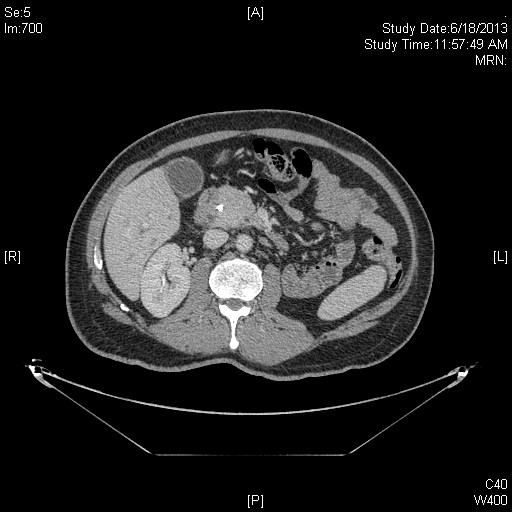 Se:5
Im:700
[A]
Study Date:6/18/2013
Study Time:11:57:49 AM
MRN:
[R]
[L]
[P]
C40
W400